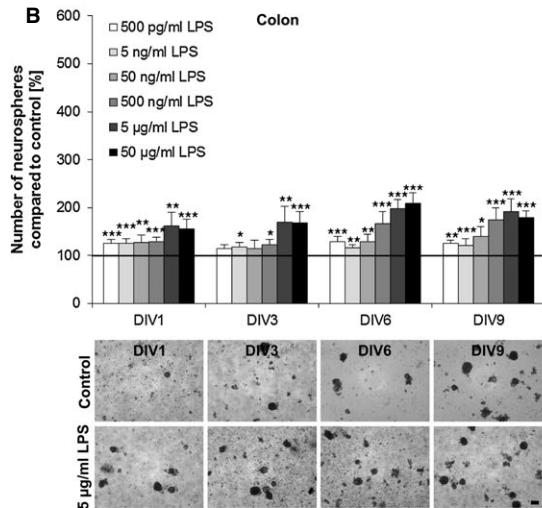 B
Colon
Number of neurospheres
compared to control [%]
600
500
400
300
200
100
0
500 pg/ml LPS
5 ng/ml LPS
50 ng/ml LPS
500 ng/ml LPS
5 µg/ml LPS
50 µg/ml LPS
*** *** ** *** ** ***
* * ** ***
*** ** ** *** *** ***
** *** * *** *** ***
DIV1 DIV3 DIV6 DIV9
DIV1 DIV3 DIV6 DIV9
Control
5 µg/ml LPS